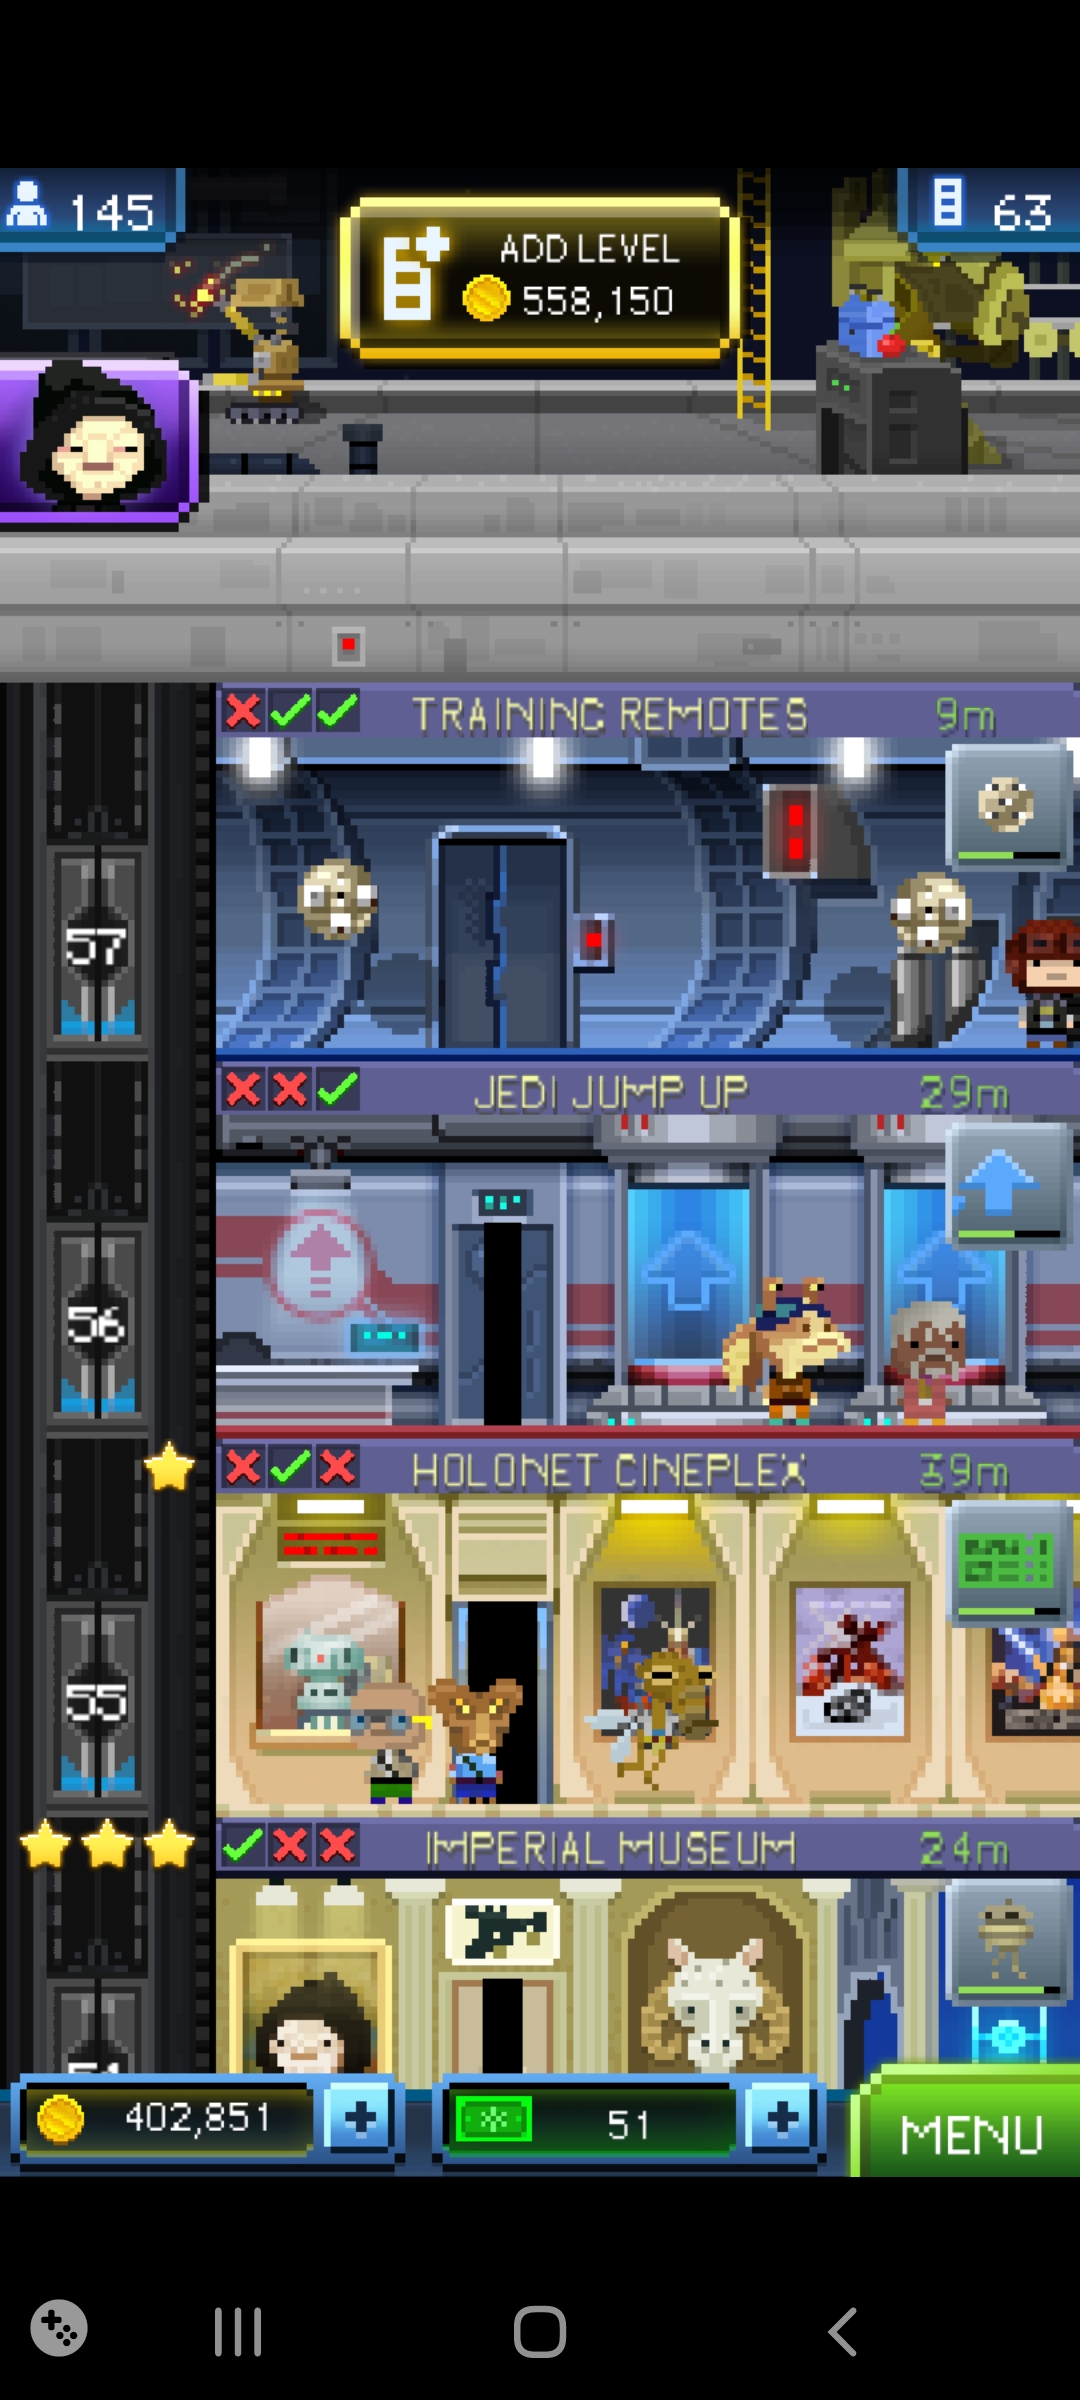 145
ADD LEVEL
558,150
63
TRAINING REMOTES 9m
57
JEDI JUMP UP 29m
56
HOLONET CINEPLEX 39m
55
IMPERIAL MUSEUM 24m
402,851
51
MENU